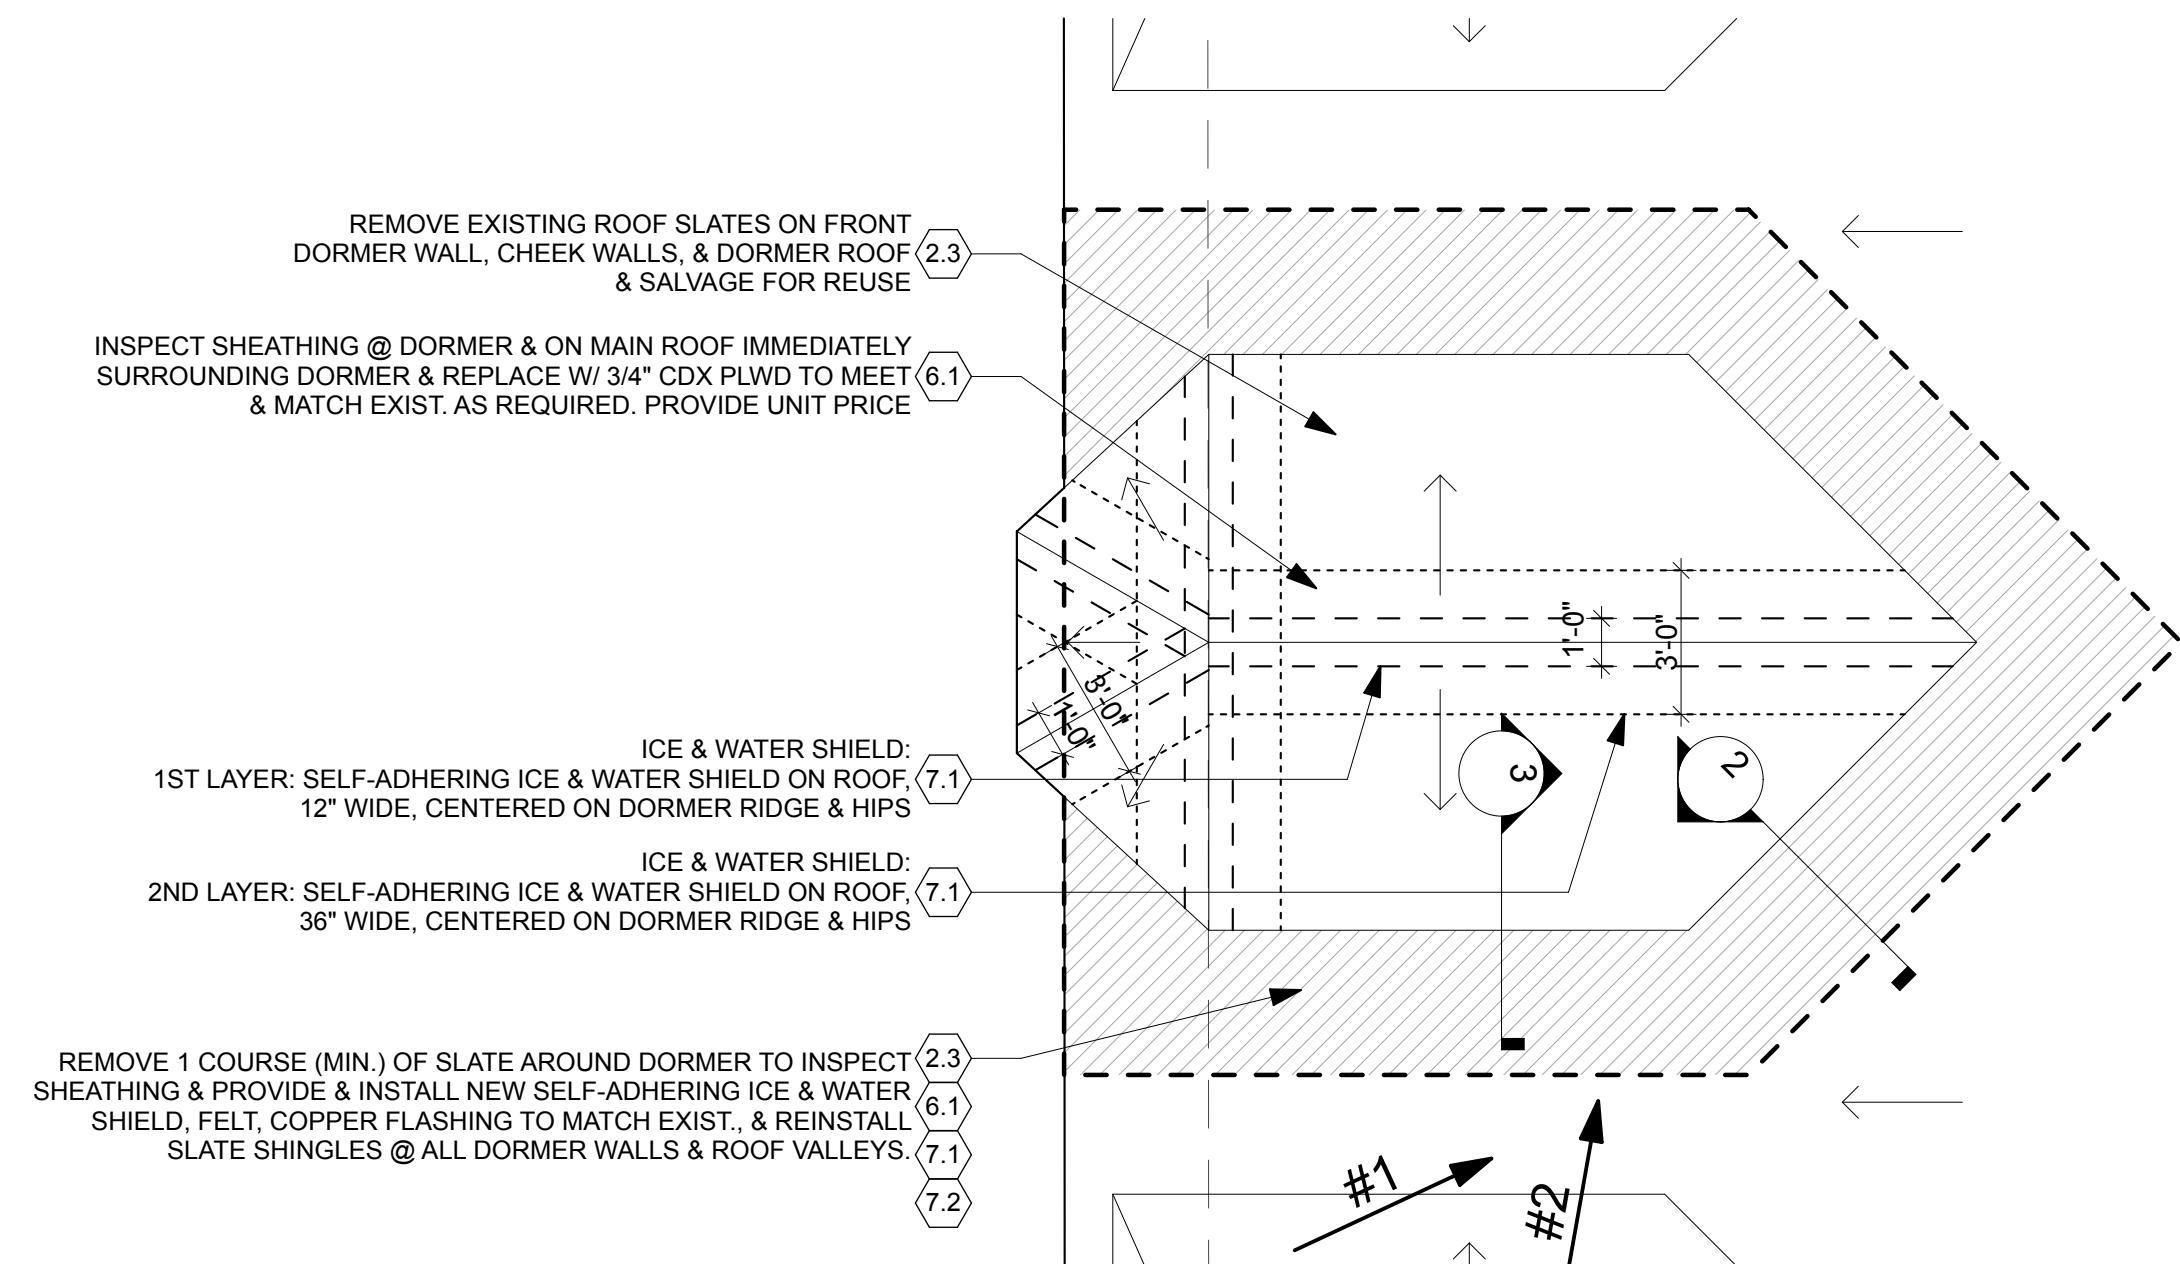 REMOVE EXISTING ROOF SLATES ON FRONT
DORMER WALL, CHEEK WALLS, & DORMER ROOF
& SALVAGE FOR REUSE
2.3
INSPECT SHEATHING @ DORMER & ON MAIN ROOF IMMEDIATELY
SURROUNDING DORMER & REPLACE W/ 3/4" CDX PLWD TO MEET
& MATCH EXIST. AS REQUIRED. PROVIDE UNIT PRICE
6.1
1'-0"
3'-0"
3'-0"
1'-0"
ICE & WATER SHIELD:
1ST LAYER: SELF-ADHERING ICE & WATER SHIELD ON ROOF,
12" WIDE, CENTERED ON DORMER RIDGE & HIPS
7.1
3
2
ICE & WATER SHIELD:
2ND LAYER: SELF-ADHERING ICE & WATER SHIELD ON ROOF,
36" WIDE, CENTERED ON DORMER RIDGE & HIPS
7.1
REMOVE 1 COURSE (MIN.) OF SLATE AROUND DORMER TO INSPECT
SHEATHING & PROVIDE & INSTALL NEW SELF-ADHERING ICE & WATER
SHIELD, FELT, COPPER FLASHING TO MATCH EXIST., & REINSTALL
SLATE SHINGLES @ ALL DORMER WALLS & ROOF VALLEYS.
2.3
6.1
7.1
7.2
#1
#2